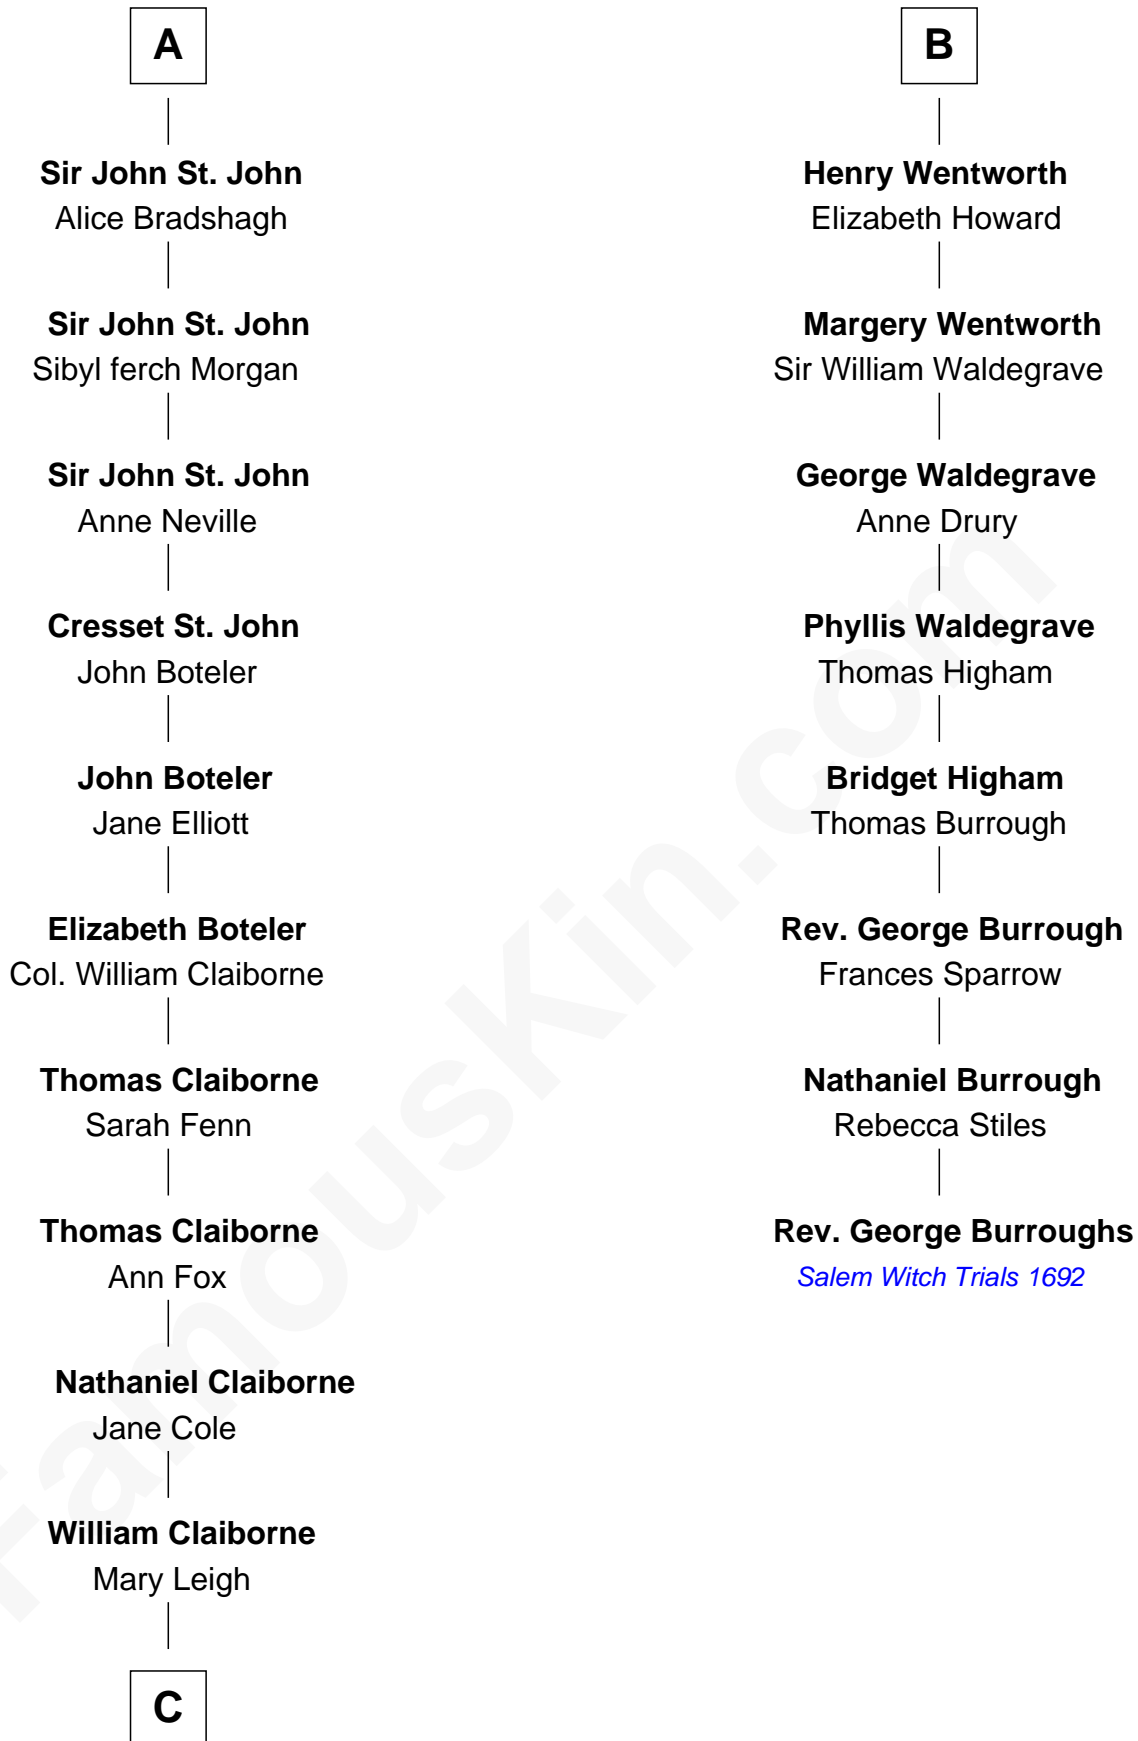 A
Sir John St. John
Alice Bradshagh
Sir John St. John
Sibyl ferch Morgan
Sir John St. John
Anne Neville
Cresset St. John
John Boteler
John Boteler
Jane Elliott
Elizabeth Boteler
Col. William Claiborne
Thomas Claiborne
Sarah Fenn
Thomas Claiborne
Ann Fox
Nathaniel Claiborne
Jane Cole
William Claiborne
Mary Leigh
C
B
Henry Wentworth
Elizabeth Howard
Margery Wentworth
Sir William Waldegrave
George Waldegrave
Anne Drury
Phyllis Waldegrave
Thomas Higham
Bridget Higham
Thomas Burrough
Rev. George Burrough
Frances Sparrow
Nathaniel Burrough
Rebecca Stiles
Rev. George Burroughs
Salem Witch Trials 1692
FamousKin.com